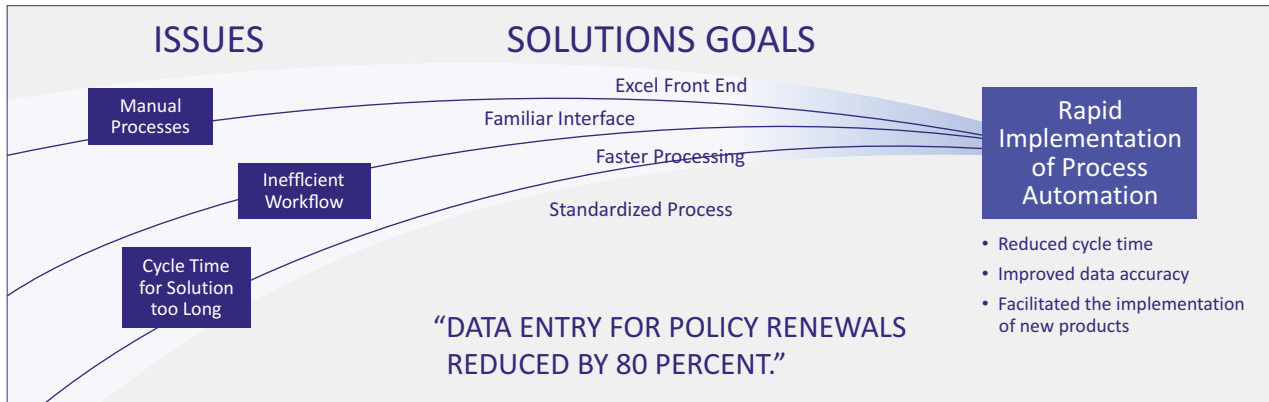 ISSUES
SOLUTIONS GOALS
Manual
Processes
Inefficient
Workflow
Cycle Time
for Solution
too Long
Excel Front End
Familiar Interface
Faster Processing
Standardized Process
Rapid
Implementation
of Process
Automation
• Reduced cycle time
• Improved data accuracy
• Facilitated the implementation
of new products
“DATA ENTRY FOR POLICY RENEWALS
REDUCED BY 80 PERCENT.”